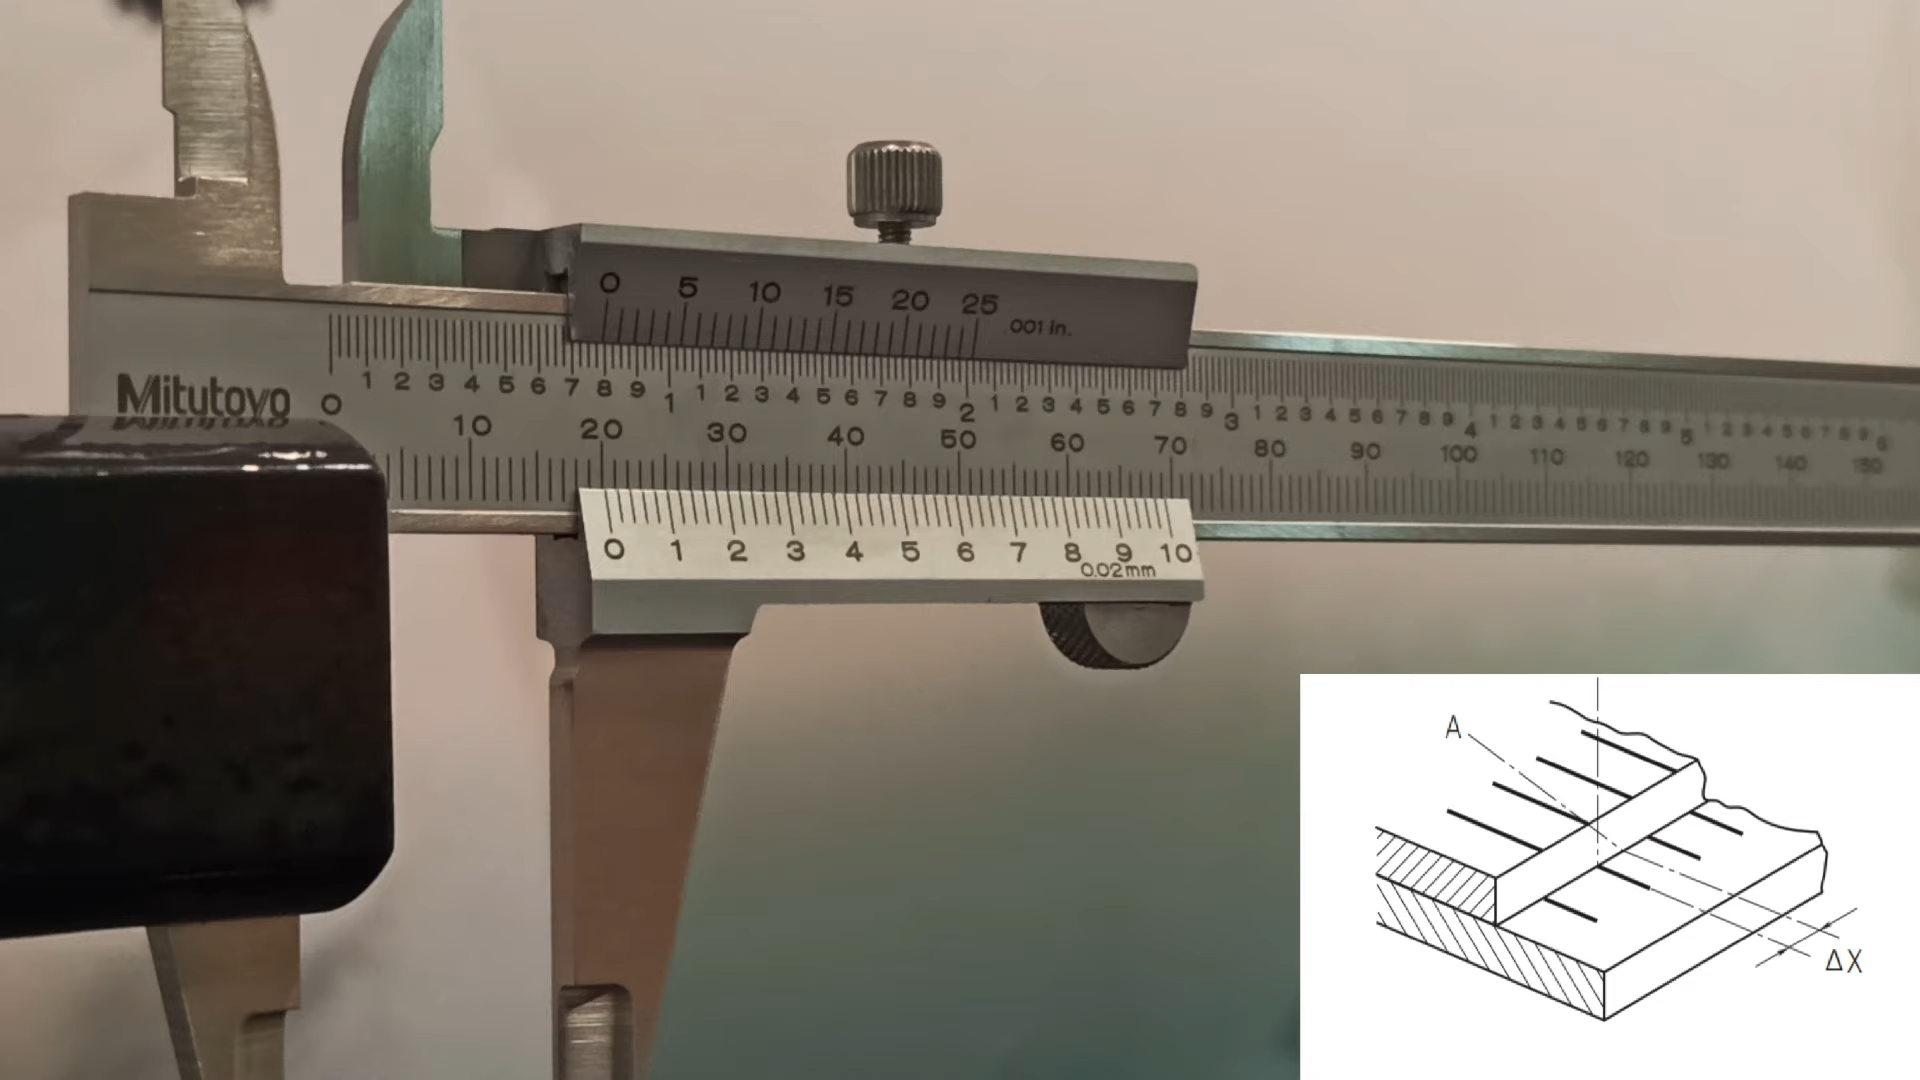 0 5 10 15 20 25 .001 in.
Mitutoyo
0 1 2 3 4 5 6 7 8 9 1 1 2 3 4 5 6 7 8 9 2 1 2 3 4 5 6 7 8 9 3 1 2 3 4 5 6 7 8 9 4 1 2 3 4 5 6 7 8 9 5 1 2 3 4 5 6 7 8 9 6
10 20 30 40 50 60 70 80 90 100 110 120 130 140 150
0 1 2 3 4 5 6 7 8 9 10
0.02mm
A
ΔX